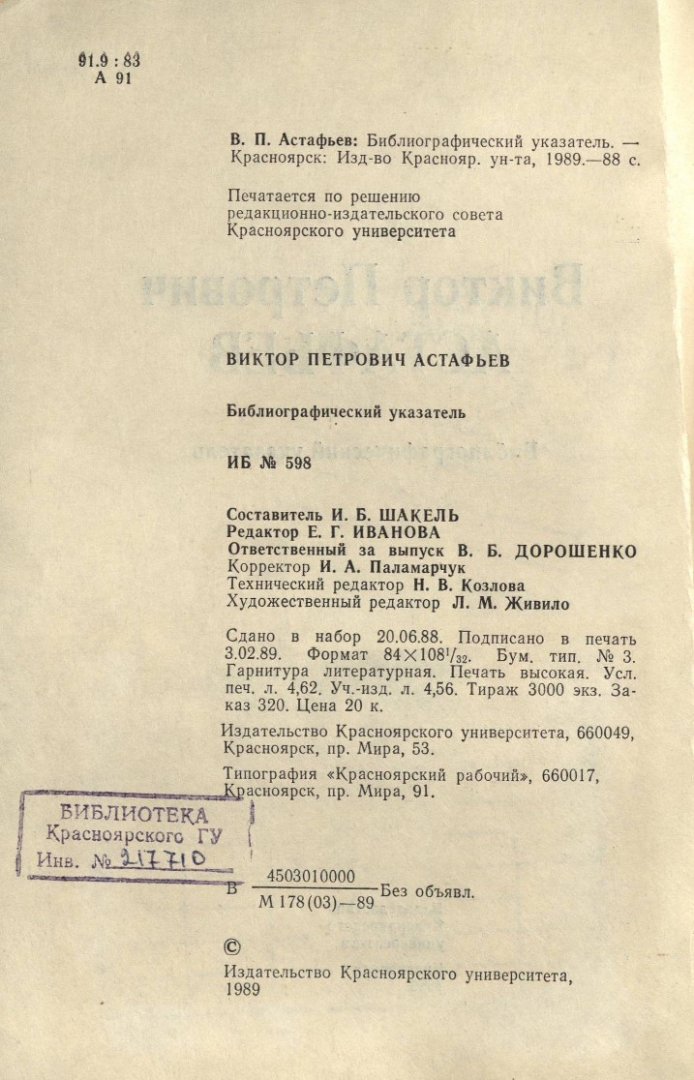 91.9 : 83
А 91
В. П. Астафьев: Библиографический указатель. —
Красноярск: Изд-во Краснояр. ун-та, 1989.—88 с.
Печатается по решению
редакционно-издательского совета
Красноярского университета
ВИКТОР ПЕТРОВИЧ АСТАФЬЕВ
Библиографический указатель
ИБ № 598
Составитель И. Б. ШАКЕЛЬ
Редактор Е. Г. ИВАНОВА
Ответственный за выпуск В. Б. ДОРОШЕНКО
Корректор И. А. Паламарчук
Технический редактор Н. В. Козлова
Художественный редактор Л. М. Живило
Сдано в набор 20.06.88. Подписано в печать
3.02.89. Формат 84×108¹/₃₂. Бум. тип. № 3.
Гарнитура литературная. Печать высокая. Усл.
печ. л. 4,62. Уч.-изд. л. 4,56. Тираж 3000 экз. За-
каз 320. Цена 20 к.
Издательство Красноярского университета, 660049,
Красноярск, пр. Мира, 53.
Типография «Красноярский рабочий», 660017,
Красноярск, пр. Мира, 91.
БИБЛИОТЕКА
Красноярского ГУ
Инв. № 217710
В 4503010000 Без объявл.
М 178(03)—89
©
Издательство Красноярского университета,
1989